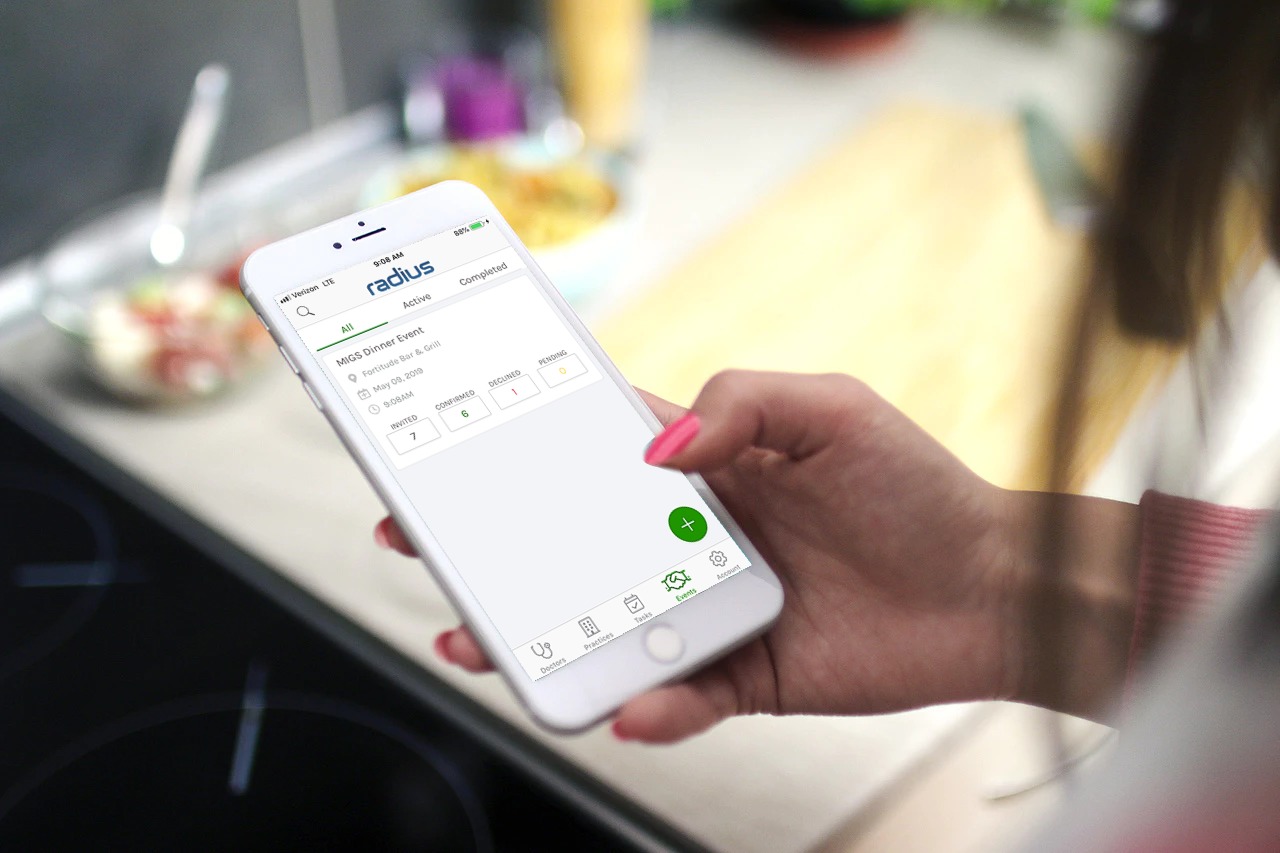 Verizon LTE 9:08 AM 88%
radius
All Active Completed
MIGS Dinner Event
Fortitude Bar & Grill
May 09, 2019
9:08AM
INVITED CONFIRMED DECLINED PENDING
7 6 1 0
Doctors Practices Tasks Events Account